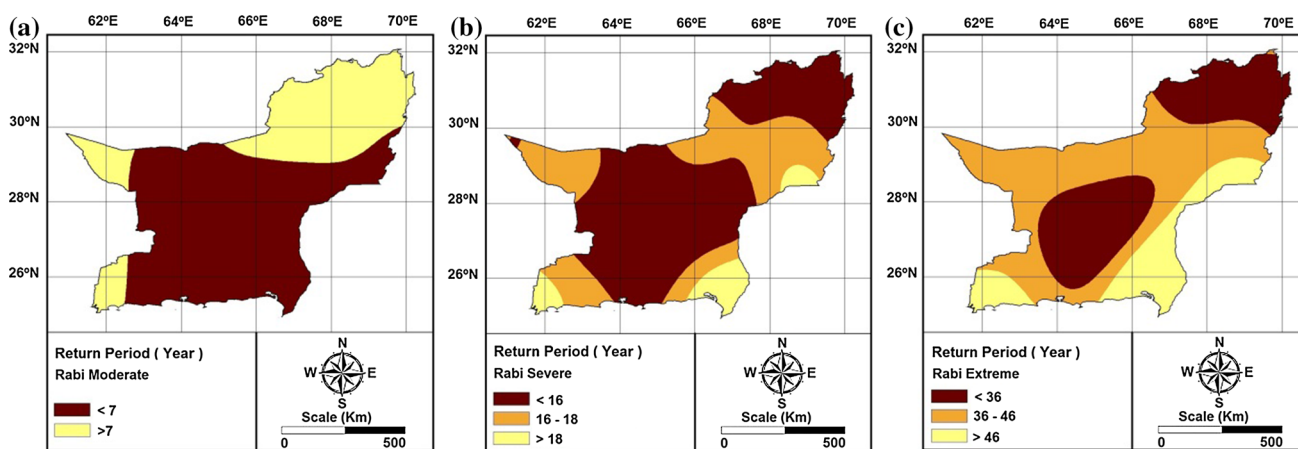 (a)
62ºE 64ºE 66ºE 68ºE 70ºE
32ºN
30ºN
28ºN
26ºN
Return Period ( Year )
Rabi Moderate
< 7
>7
N
W E
S
Scale (Km)
0 500
(b)
62ºE 64ºE 66ºE 68ºE 70ºE
32ºN
30ºN
28ºN
26ºN
Return Period ( Year )
Rabi Severe
< 16
16 - 18
> 18
N
W E
S
Scale (Km)
0 500
(c)
62ºE 64ºE 66ºE 68ºE 70ºE
32ºN
30ºN
28ºN
26ºN
Return Period ( Year )
Rabi Extreme
< 36
36 - 46
> 46
N
W E
S
Scale (Km)
0 500